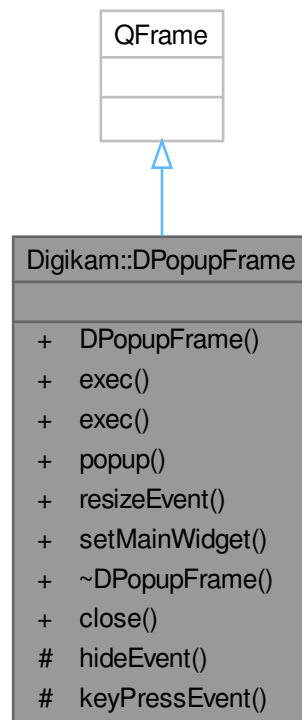 QFrame
Digikam::DPopupFrame
+ DPopupFrame()
+ exec()
+ exec()
+ popup()
+ resizeEvent()
+ setMainWidget()
+ ~DPopupFrame()
+ close()
# hideEvent()
# keyPressEvent()